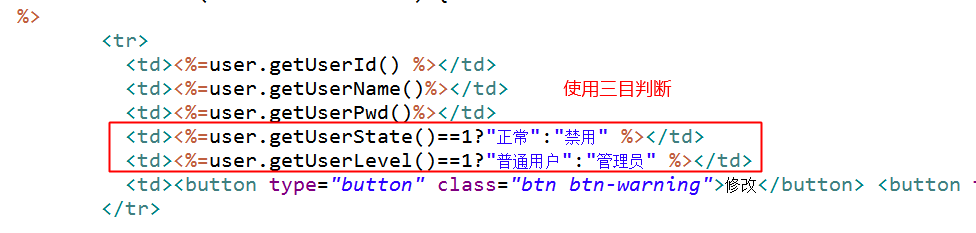 %>
<tr>
<td><%=user.getUserId() %></td>
<td><%=user.getUserName()%></td>
使用三目判断
<td><%=user.getUserPwd()%></td>
<td><%=user.getUserState()==1?"正常":"禁用" %></td>
<td><%=user.getUserLevel()==1?"普通用户":"管理员" %></td>
<td><button type="button" class="btn btn-warning">修改</button> <button t
</tr>